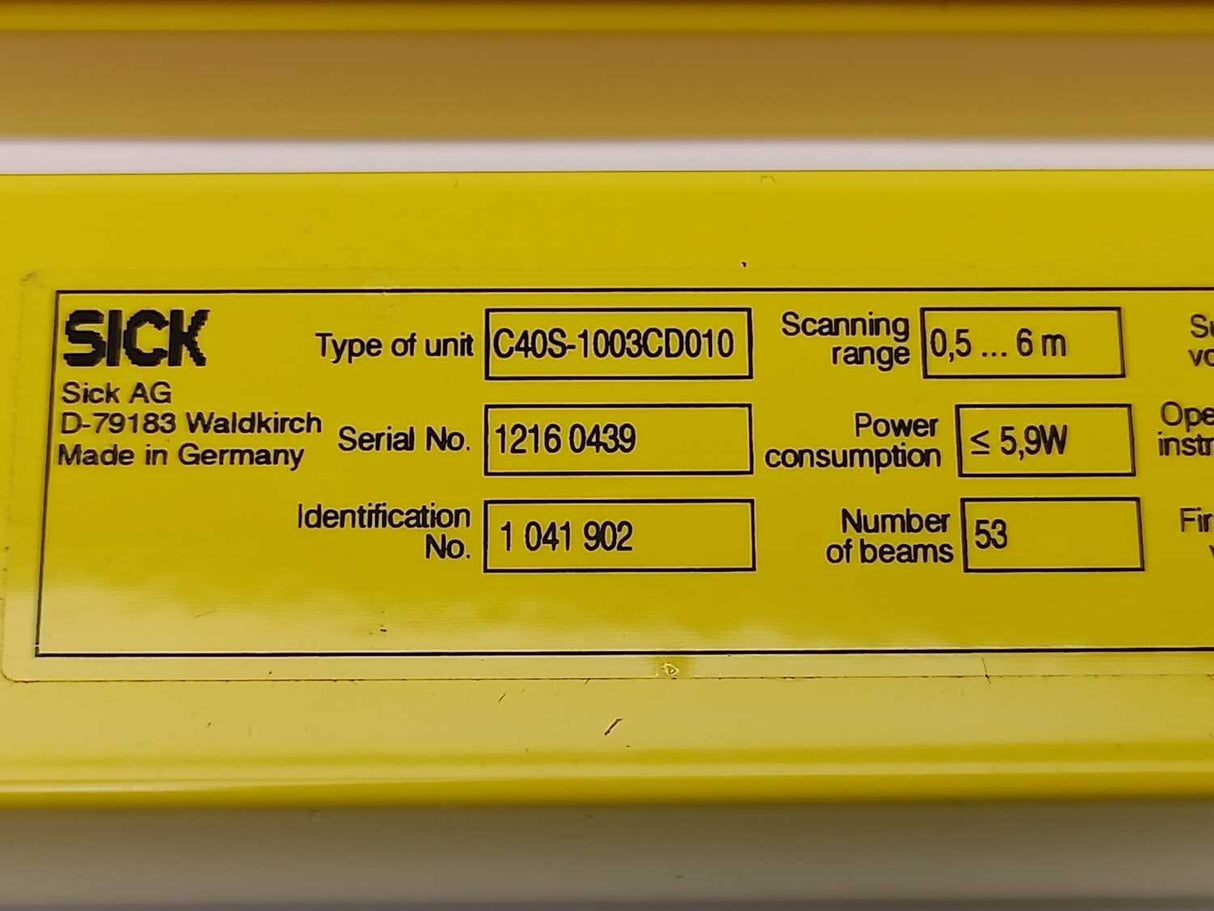 SICK
Sick AG
D-79183 Waldkirch
Made in Germany
Type of unit C40S-1003CD010
Serial No. 1216 0439
Identification
No. 1 041 902
Scanning
range 0,5 ... 6 m
Power
consumption ≤ 5,9W
Number
of beams 53